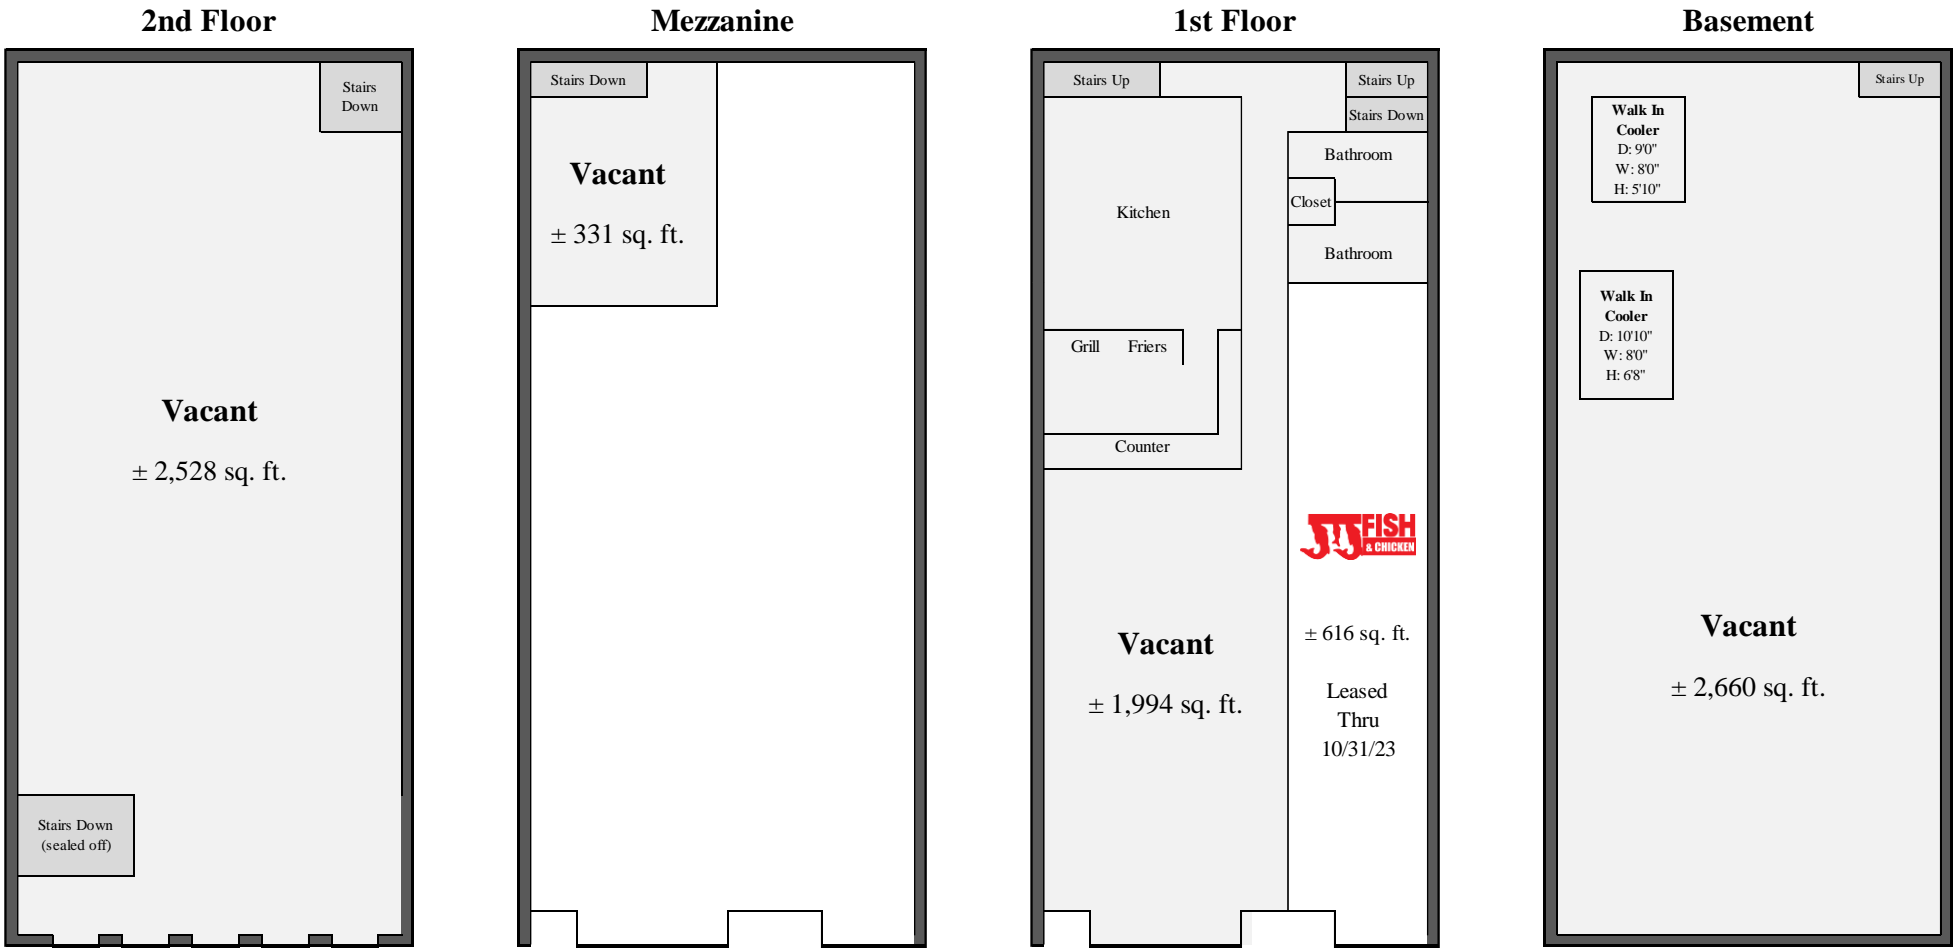 2nd Floor
Stairs
Down
Vacant
± 2,528 sq. ft.
Stairs Down
(sealed off)
Mezzanine
Stairs Down
Vacant
± 331 sq. ft.
1st Floor
Stairs Up
Stairs Up
Stairs Down
Bathroom
Closet
Kitchen
Bathroom
Grill Friers
Counter
JJ FISH
& CHICKEN
Vacant
± 1,994 sq. ft.
± 616 sq. ft.
Leased
Thru
10/31/23
Basement
Stairs Up
Walk In
Cooler
D: 9'0"
W: 8'0"
H: 5'10"
Walk In
Cooler
D: 10'10"
W: 8'0"
H: 6'8"
Vacant
± 2,660 sq. ft.